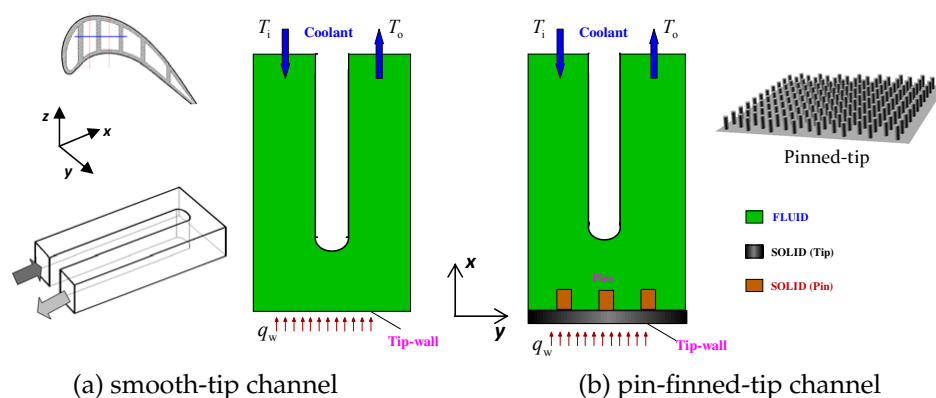 T_i
Coolant
T_o
T_i
Coolant
T_o
z
x
y
Pinned-tip
FLUID
SOLID (Tip)
SOLID (Pin)
Pins
x
y
q_w
Tip-wall
q_w
Tip-wall
(a) smooth-tip channel
(b) pin-finned-tip channel